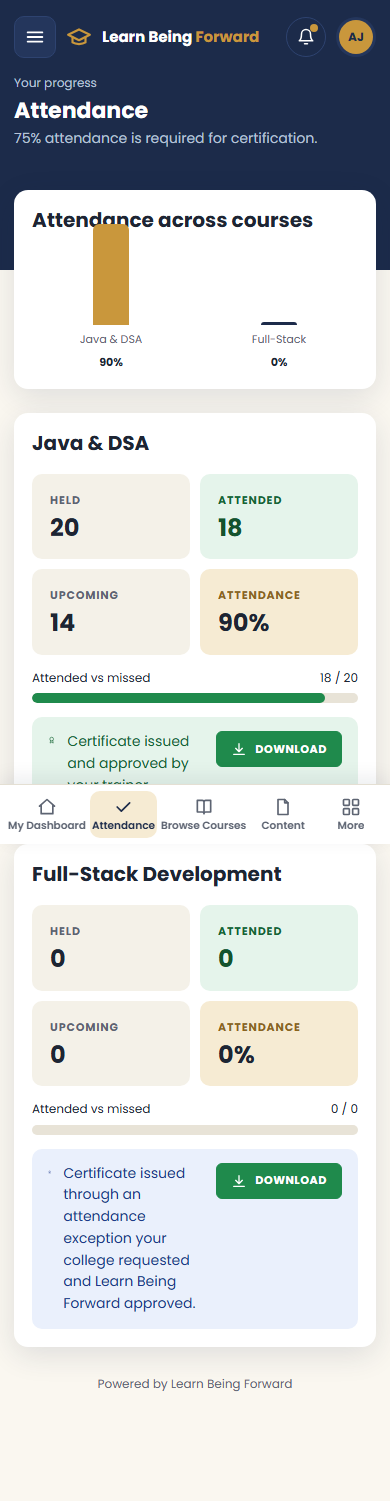 Learn Being Forward
AJ
Your progress
Attendance
75% attendance is required for certification.
Attendance across courses
Java & DSA
Full-Stack
90%
0%
Java & DSA
HELD
20
ATTENDED
18
UPCOMING
14
ATTENDANCE
90%
Attended vs missed
18 / 20
Certificate issued
and approved by
your trainer
DOWNLOAD
My Dashboard
Attendance
Browse Courses
Content
More
Full-Stack Development
HELD
0
ATTENDED
0
UPCOMING
0
ATTENDANCE
0%
Attended vs missed
0 / 0
Certificate issued
through an
attendance
exception your
college requested
and Learn Being
Forward approved.
DOWNLOAD
Powered by Learn Being Forward